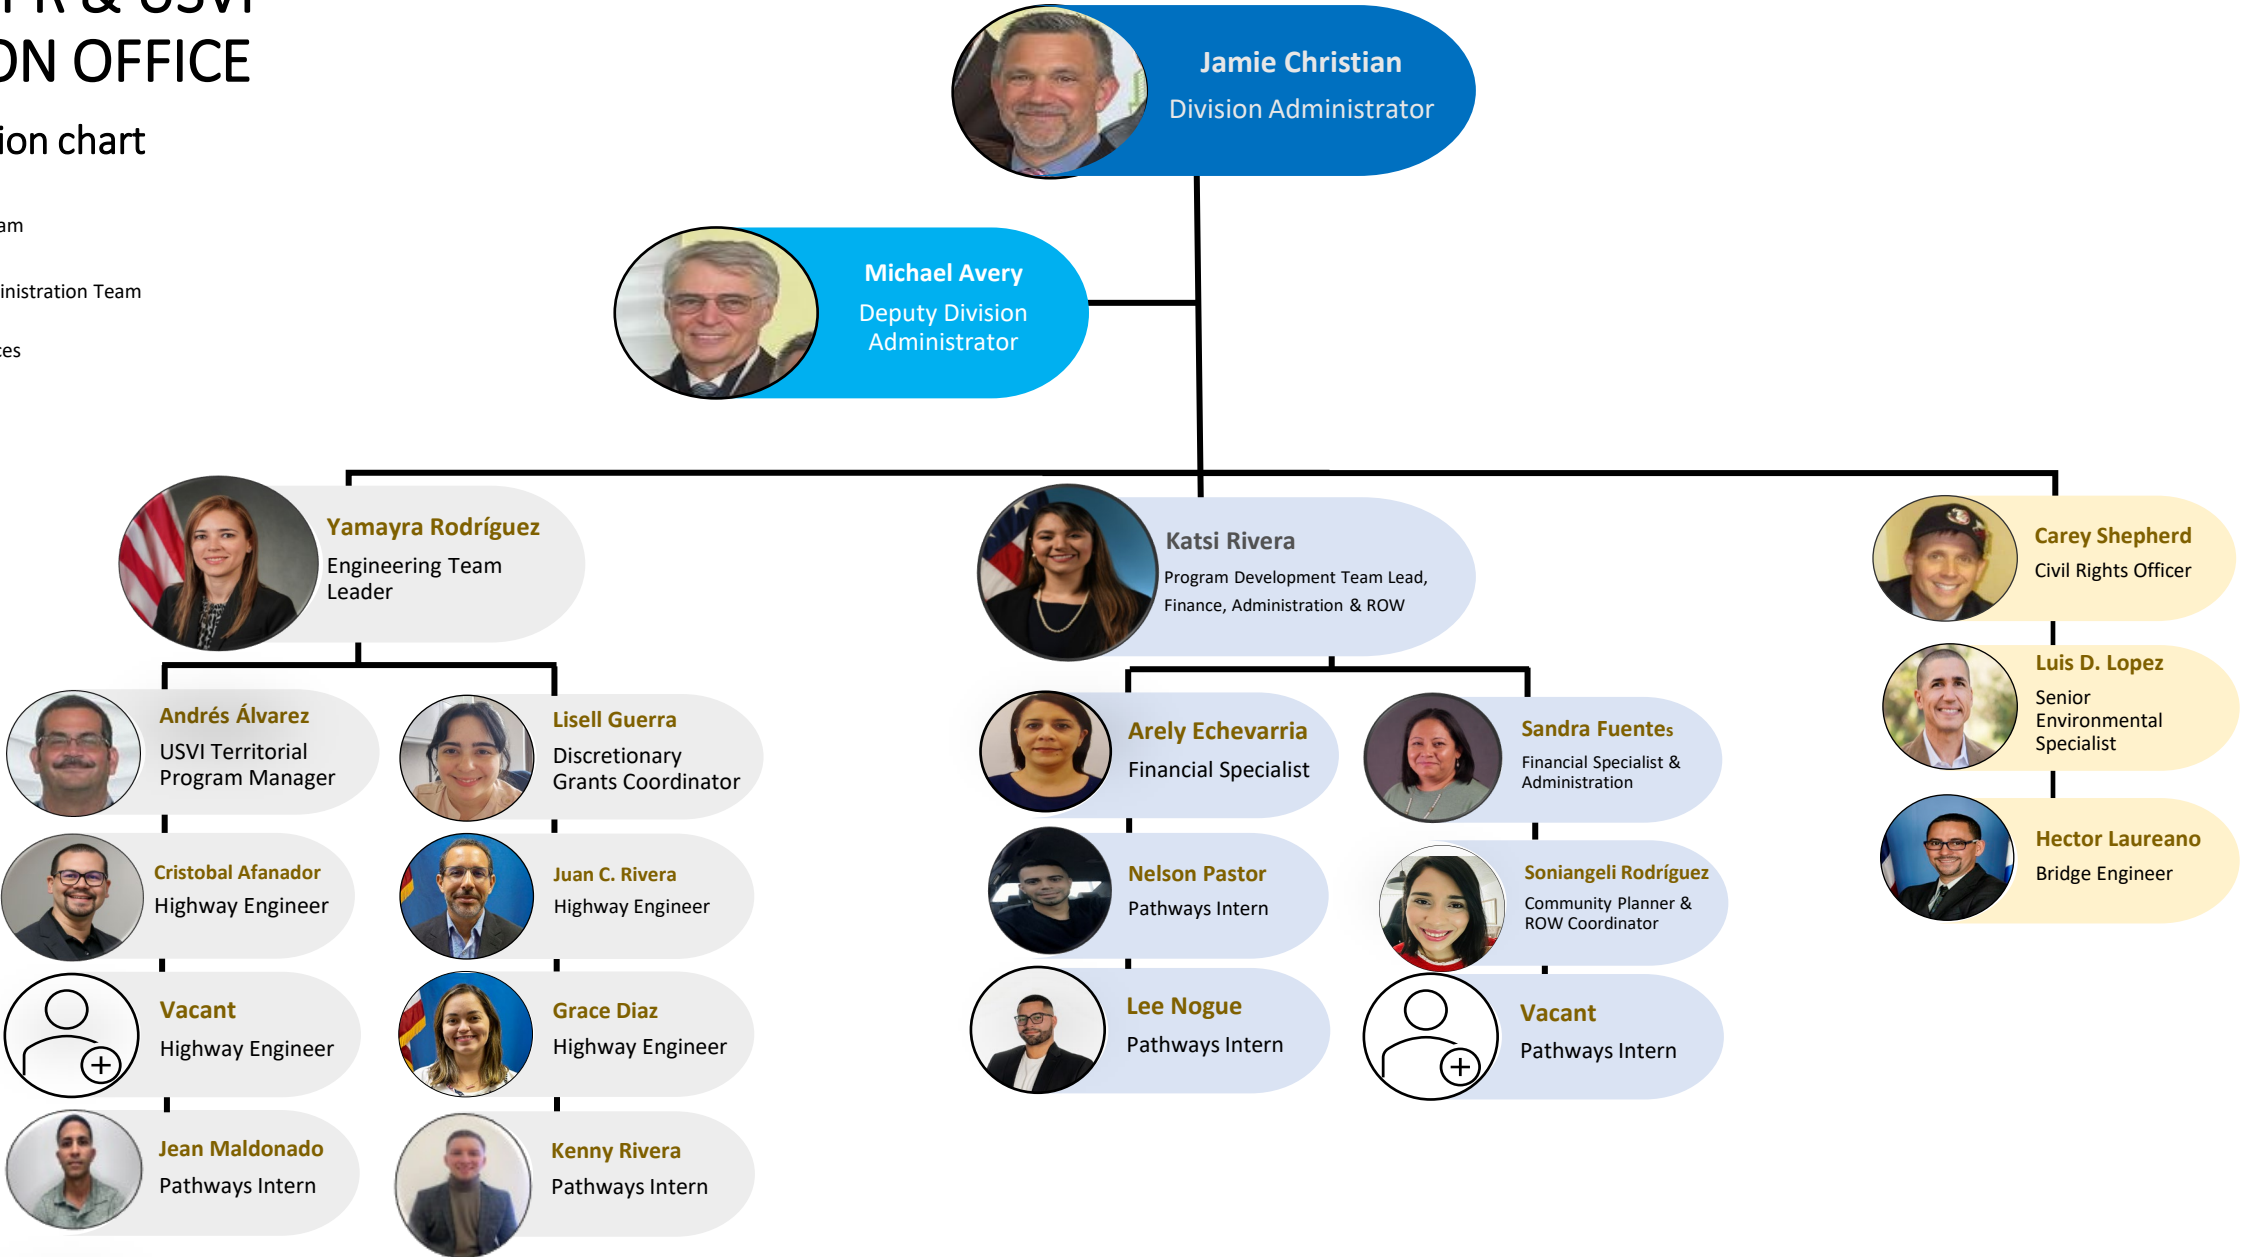 PR & USVI
ON OFFICE
ion chart
am
inistration Team
ces
Jamie Christian
Division Administrator
Michael Avery
Deputy Division
Administrator
Yamayra Rodríguez
Engineering Team
Leader
Katsi Rivera
Program Development Team Lead,
Finance, Administration & ROW
Carey Shepherd
Civil Rights Officer
Luis D. Lopez
Senior
Environmental
Specialist
Hector Laureano
Bridge Engineer
Andrés Álvarez
USVI Territorial
Program Manager
Cristobal Afanador
Highway Engineer
Vacant
Highway Engineer
Jean Maldonado
Pathways Intern
Lisell Guerra
Discretionary
Grants Coordinator
Juan C. Rivera
Highway Engineer
Grace Diaz
Highway Engineer
Kenny Rivera
Pathways Intern
Arely Echevarria
Financial Specialist
Nelson Pastor
Pathways Intern
Lee Nogue
Pathways Intern
Sandra Fuentes
Financial Specialist &
Administration
Soniangeli Rodríguez
Community Planner &
ROW Coordinator
Vacant
Pathways Intern